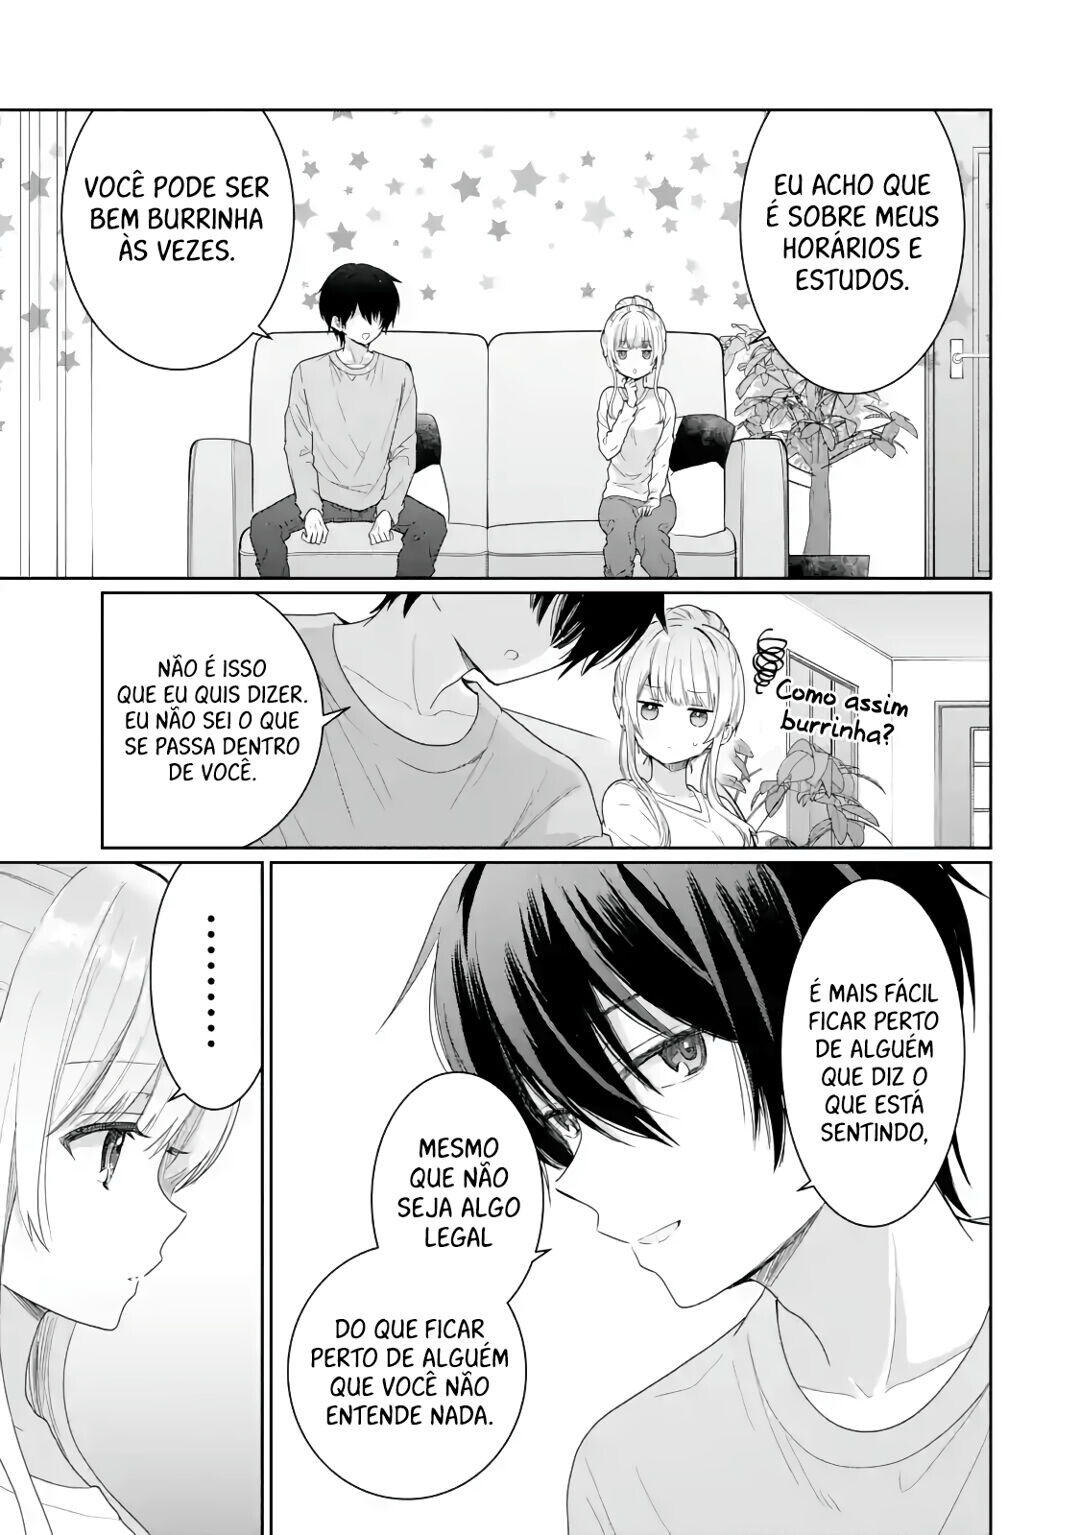 EU ACHO QUE
É SOBRE MEUS
HORÁRIOS E
ESTUDOS.
VOCÊ PODE SER
BEM BURRINHA
ÀS VEZES.
Como assim
burrinha?
NÃO É ISSO
QUE EU QUIS DIZER.
EU NÃO SEI O QUE
SE PASSA DENTRO
DE VOCÊ.
É MAIS FÁCIL
FICAR PERTO
DE ALGUÉM
QUE DIZ O
QUE ESTÁ
SENTINDO,
MESMO
QUE NÃO
SEJA ALGO
LEGAL
DO QUE FICAR
PERTO DE ALGUÉM
QUE VOCÊ NÃO
ENTENDE NADA.
........